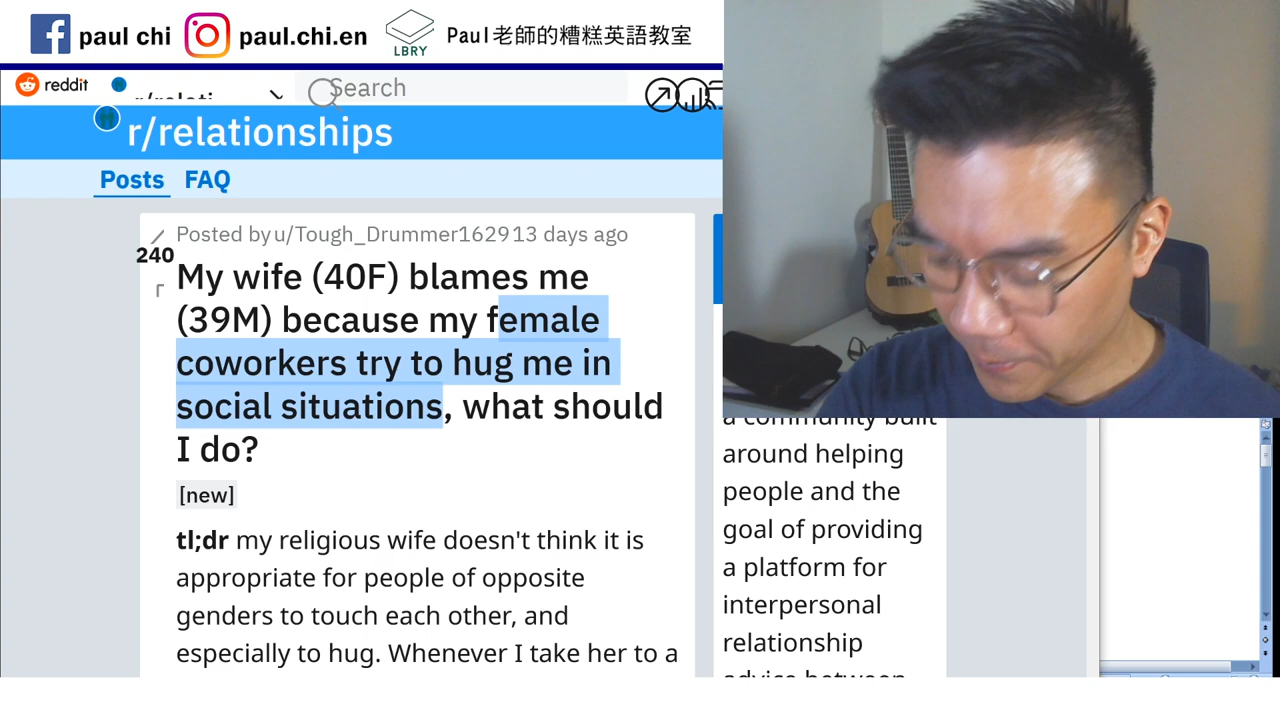 paul chi paul.chi.en LBRY Paul老師的糟糕英語教室
reddit Search
r/relationships
Posts FAQ
Posted by u/Tough_Drummer1629 13 days ago
240
My wife (40F) blames me
(39M) because my female
coworkers try to hug me in
social situations, what should
I do?
[new]
tl;dr my religious wife doesn't think it is
appropriate for people of opposite
genders to touch each other, and
especially to hug. Whenever I take her to a
a community built
around helping
people and the
goal of providing
a platform for
interpersonal
relationship
advice between